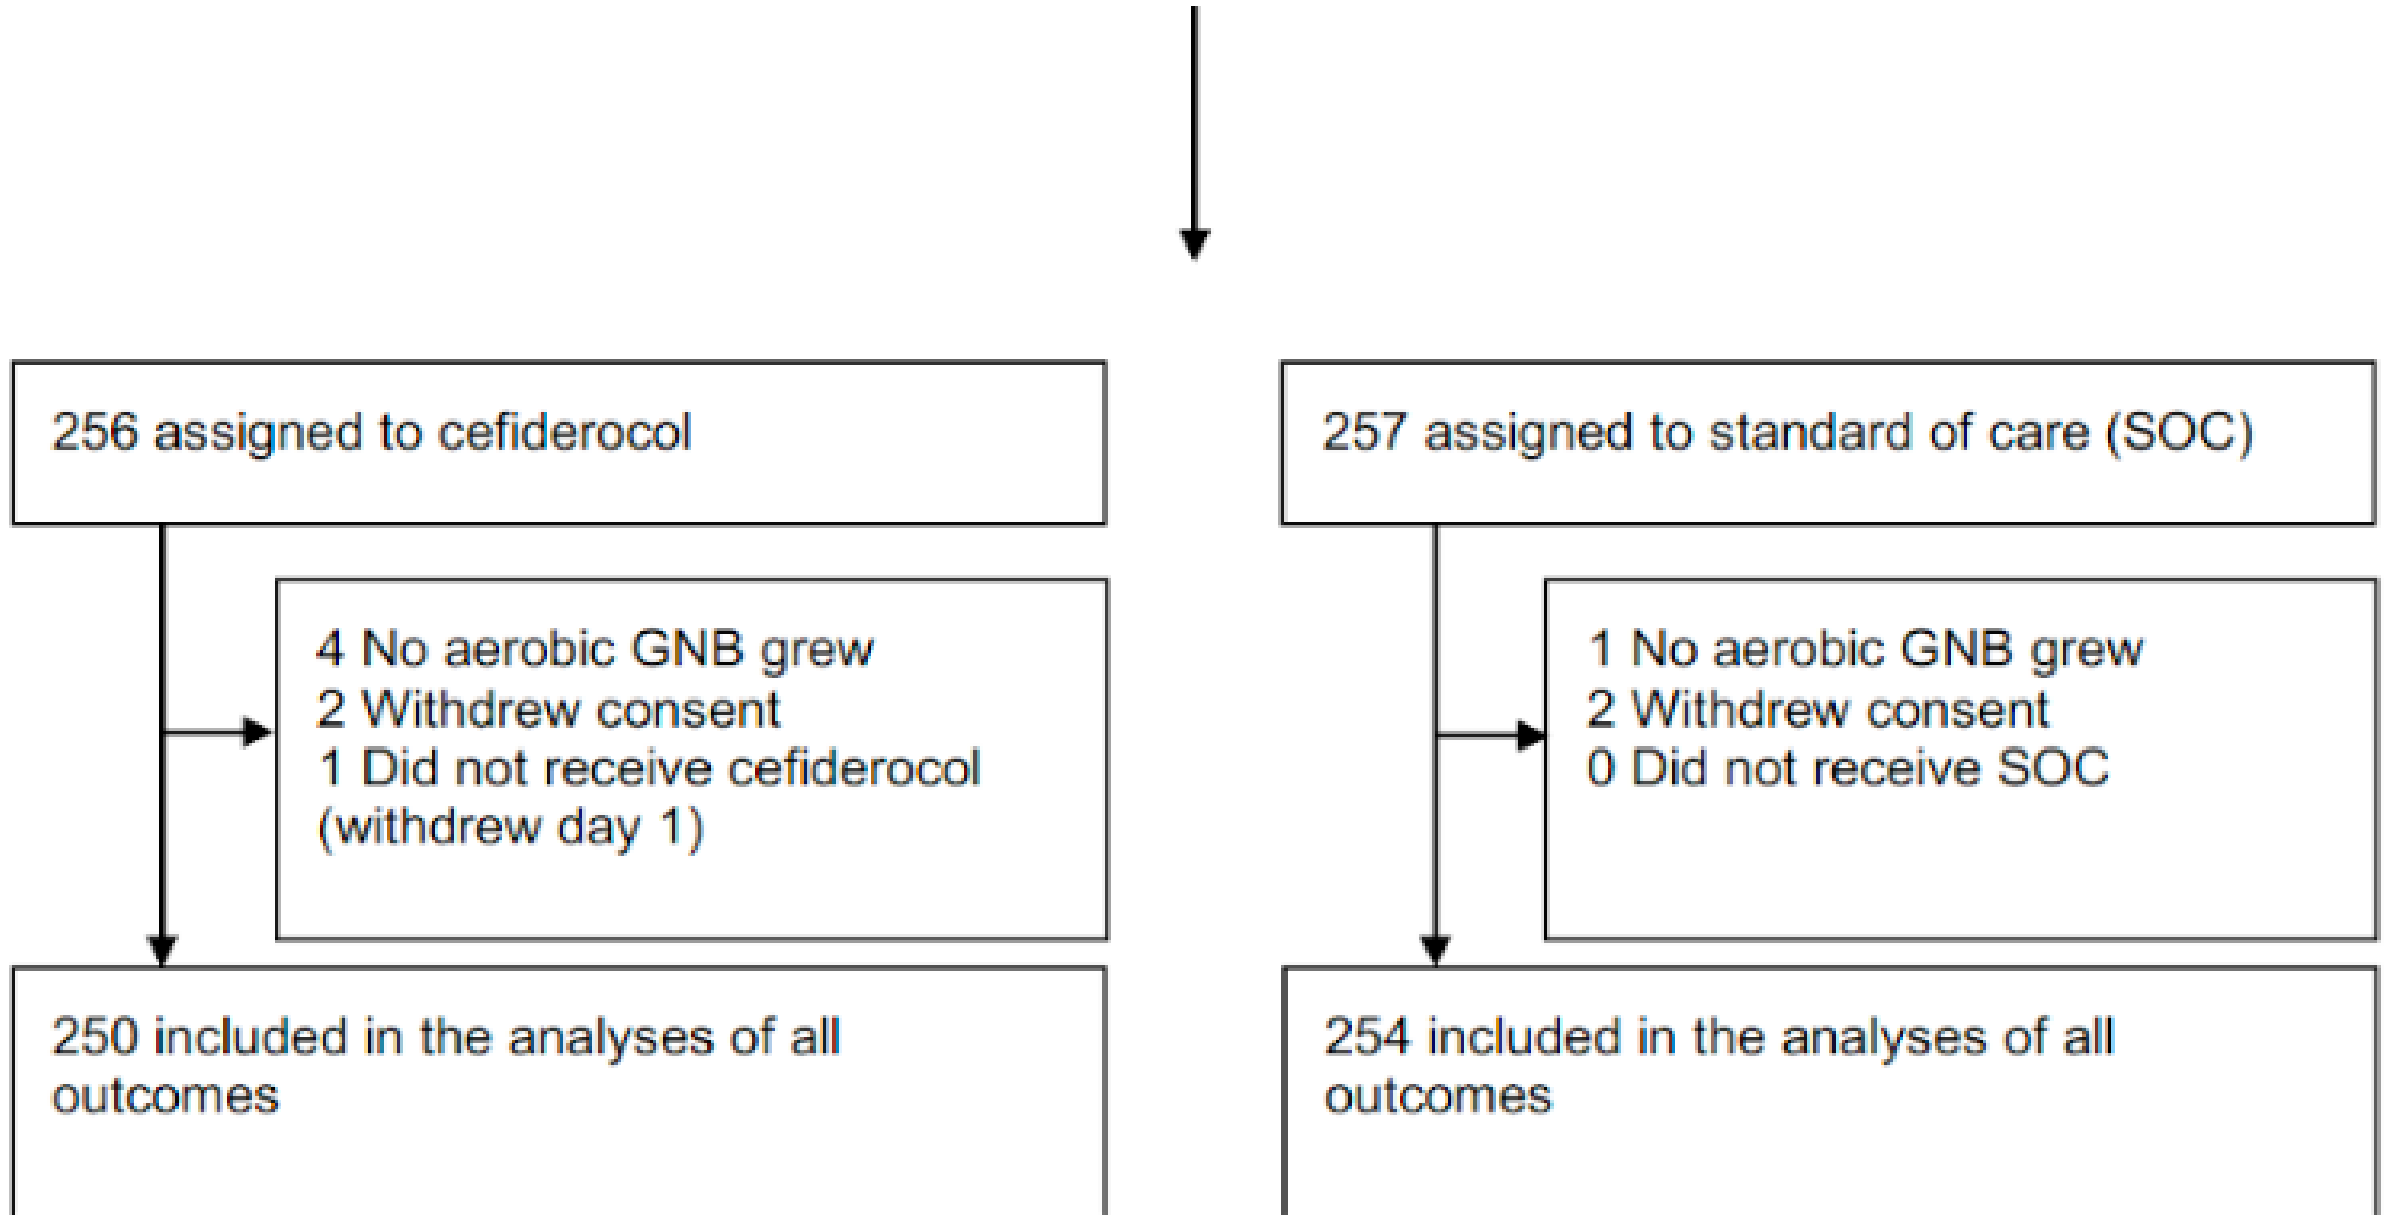 256 assigned to cefiderocol
257 assigned to standard of care (SOC)
4 No aerobic GNB grew
2 Withdrew consent
1 Did not receive cefiderocol
(withdrew day 1)
1 No aerobic GNB grew
2 Withdrew consent
0 Did not receive SOC
250 included in the analyses of all
outcomes
254 included in the analyses of all
outcomes